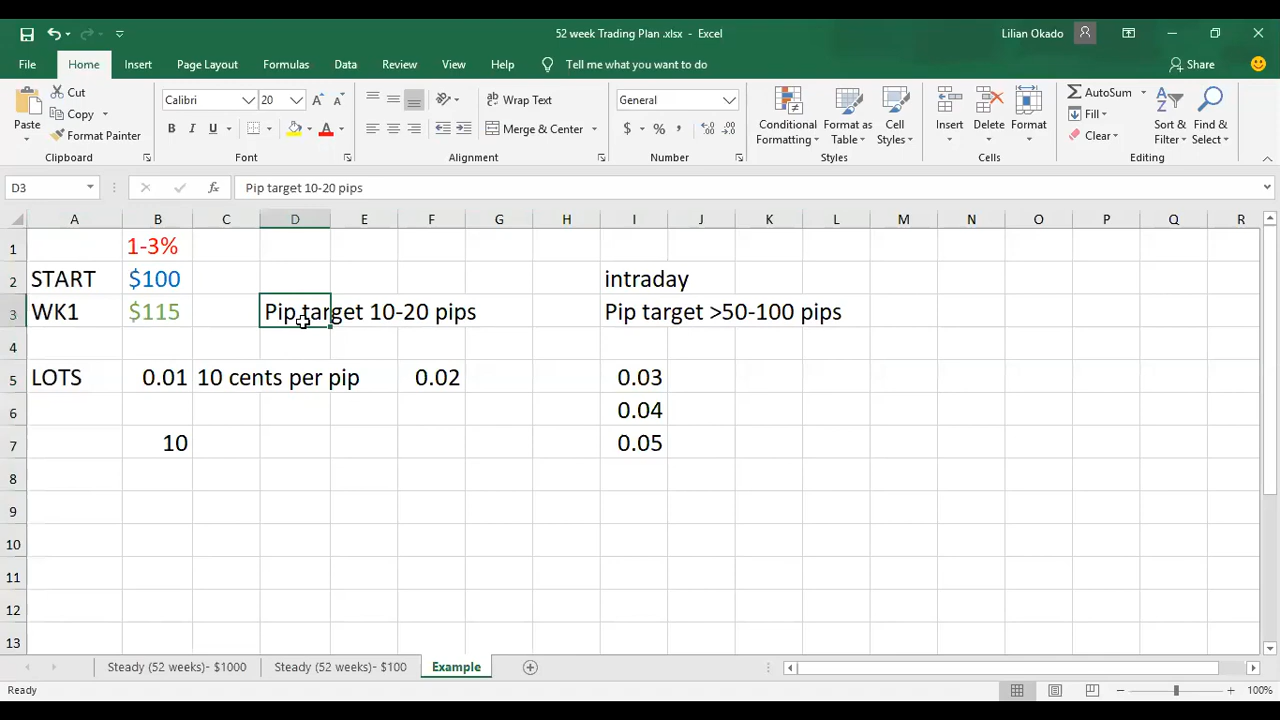 52 week Trading Plan .xlsx - Excel
Lilian Okado
File Home Insert Page Layout Formulas Data Review View Help Tell me what you want to do Share
Paste Cut Copy Format Painter
Clipboard
Calibri 20
B I U A
Font
Wrap Text
Merge & Center
Alignment
General
$ % ,
Number
Conditional Formatting Format as Table Cell Styles
Styles
Insert Delete Format
Cells
AutoSum
Fill
Clear
Sort & Filter Find & Select
Editing
D3 fx Pip target 10-20 pips
A B C D E F G H I J K L M N O P Q R
1 1-3%
2 START $100 intraday
3 WK1 $115 Pip target 10-20 pips Pip target >50-100 pips
4
5 LOTS 0.01 10 cents per pip 0.02 0.03
6 0.04
7 10 0.05
8
9
10
11
12
13
Steady (52 weeks)- $1000 Steady (52 weeks)- $100 Example
Ready 100%